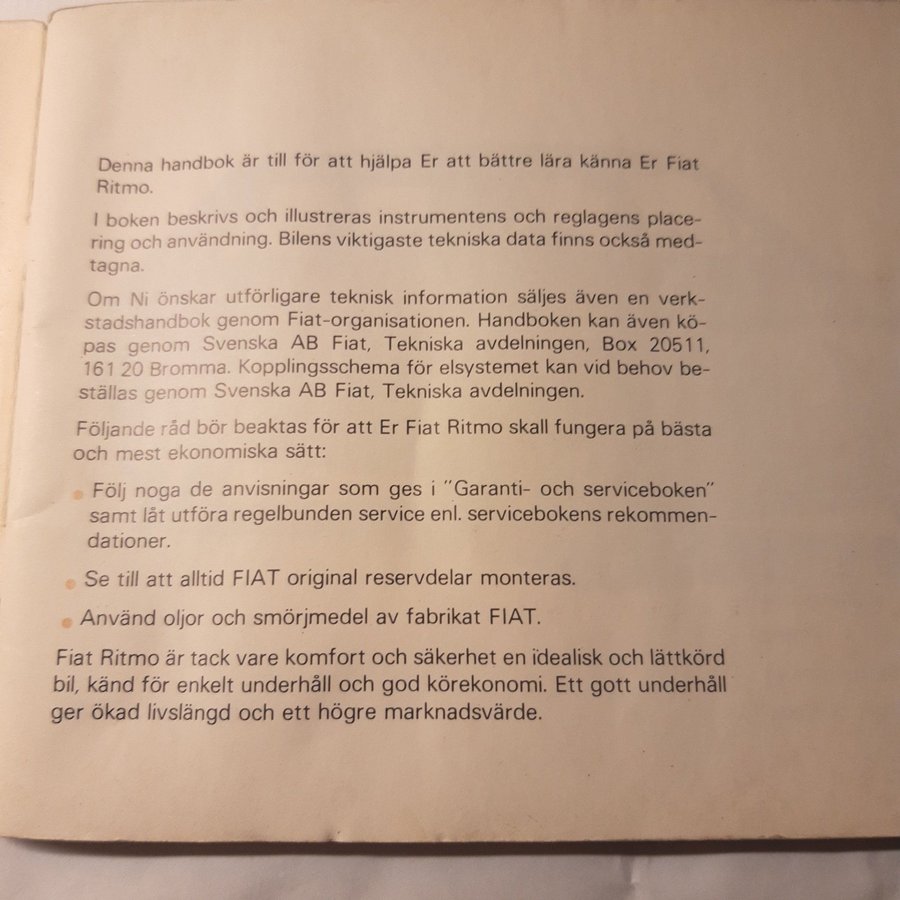 Denna handbok är till för att hjälpa Er att bättre lära känna Er Fiat
Ritmo.
I boken beskrivs och illustreras instrumentens och reglagens place-
ring och användning. Bilens viktigaste tekniska data finns också med-
tagna.
Om Ni önskar utförligare teknisk information säljes även en verk-
stadshandbok genom Fiat-organisationen. Handboken kan även kö-
pas genom Svenska AB Fiat, Tekniska avdelningen, Box 20511,
161 20 Bromma. Kopplingsschema för elsystemet kan vid behov be-
ställas genom Svenska AB Fiat, Tekniska avdelningen.
Följande råd bör beaktas för att Er Fiat Ritmo skall fungera på bästa
och mest ekonomiska sätt:
● Följ noga de anvisningar som ges i "Garanti- och serviceboken"
samt låt utföra regelbunden service enl. servicebokens rekommen-
dationer.
● Se till att alltid FIAT original reservdelar monteras.
● Använd oljor och smörjmedel av fabrikat FIAT.
Fiat Ritmo är tack vare komfort och säkerhet en idealisk och lättkörd
bil, känd för enkelt underhåll och god körekonomi. Ett gott underhåll
ger ökad livslängd och ett högre marknadsvärde.